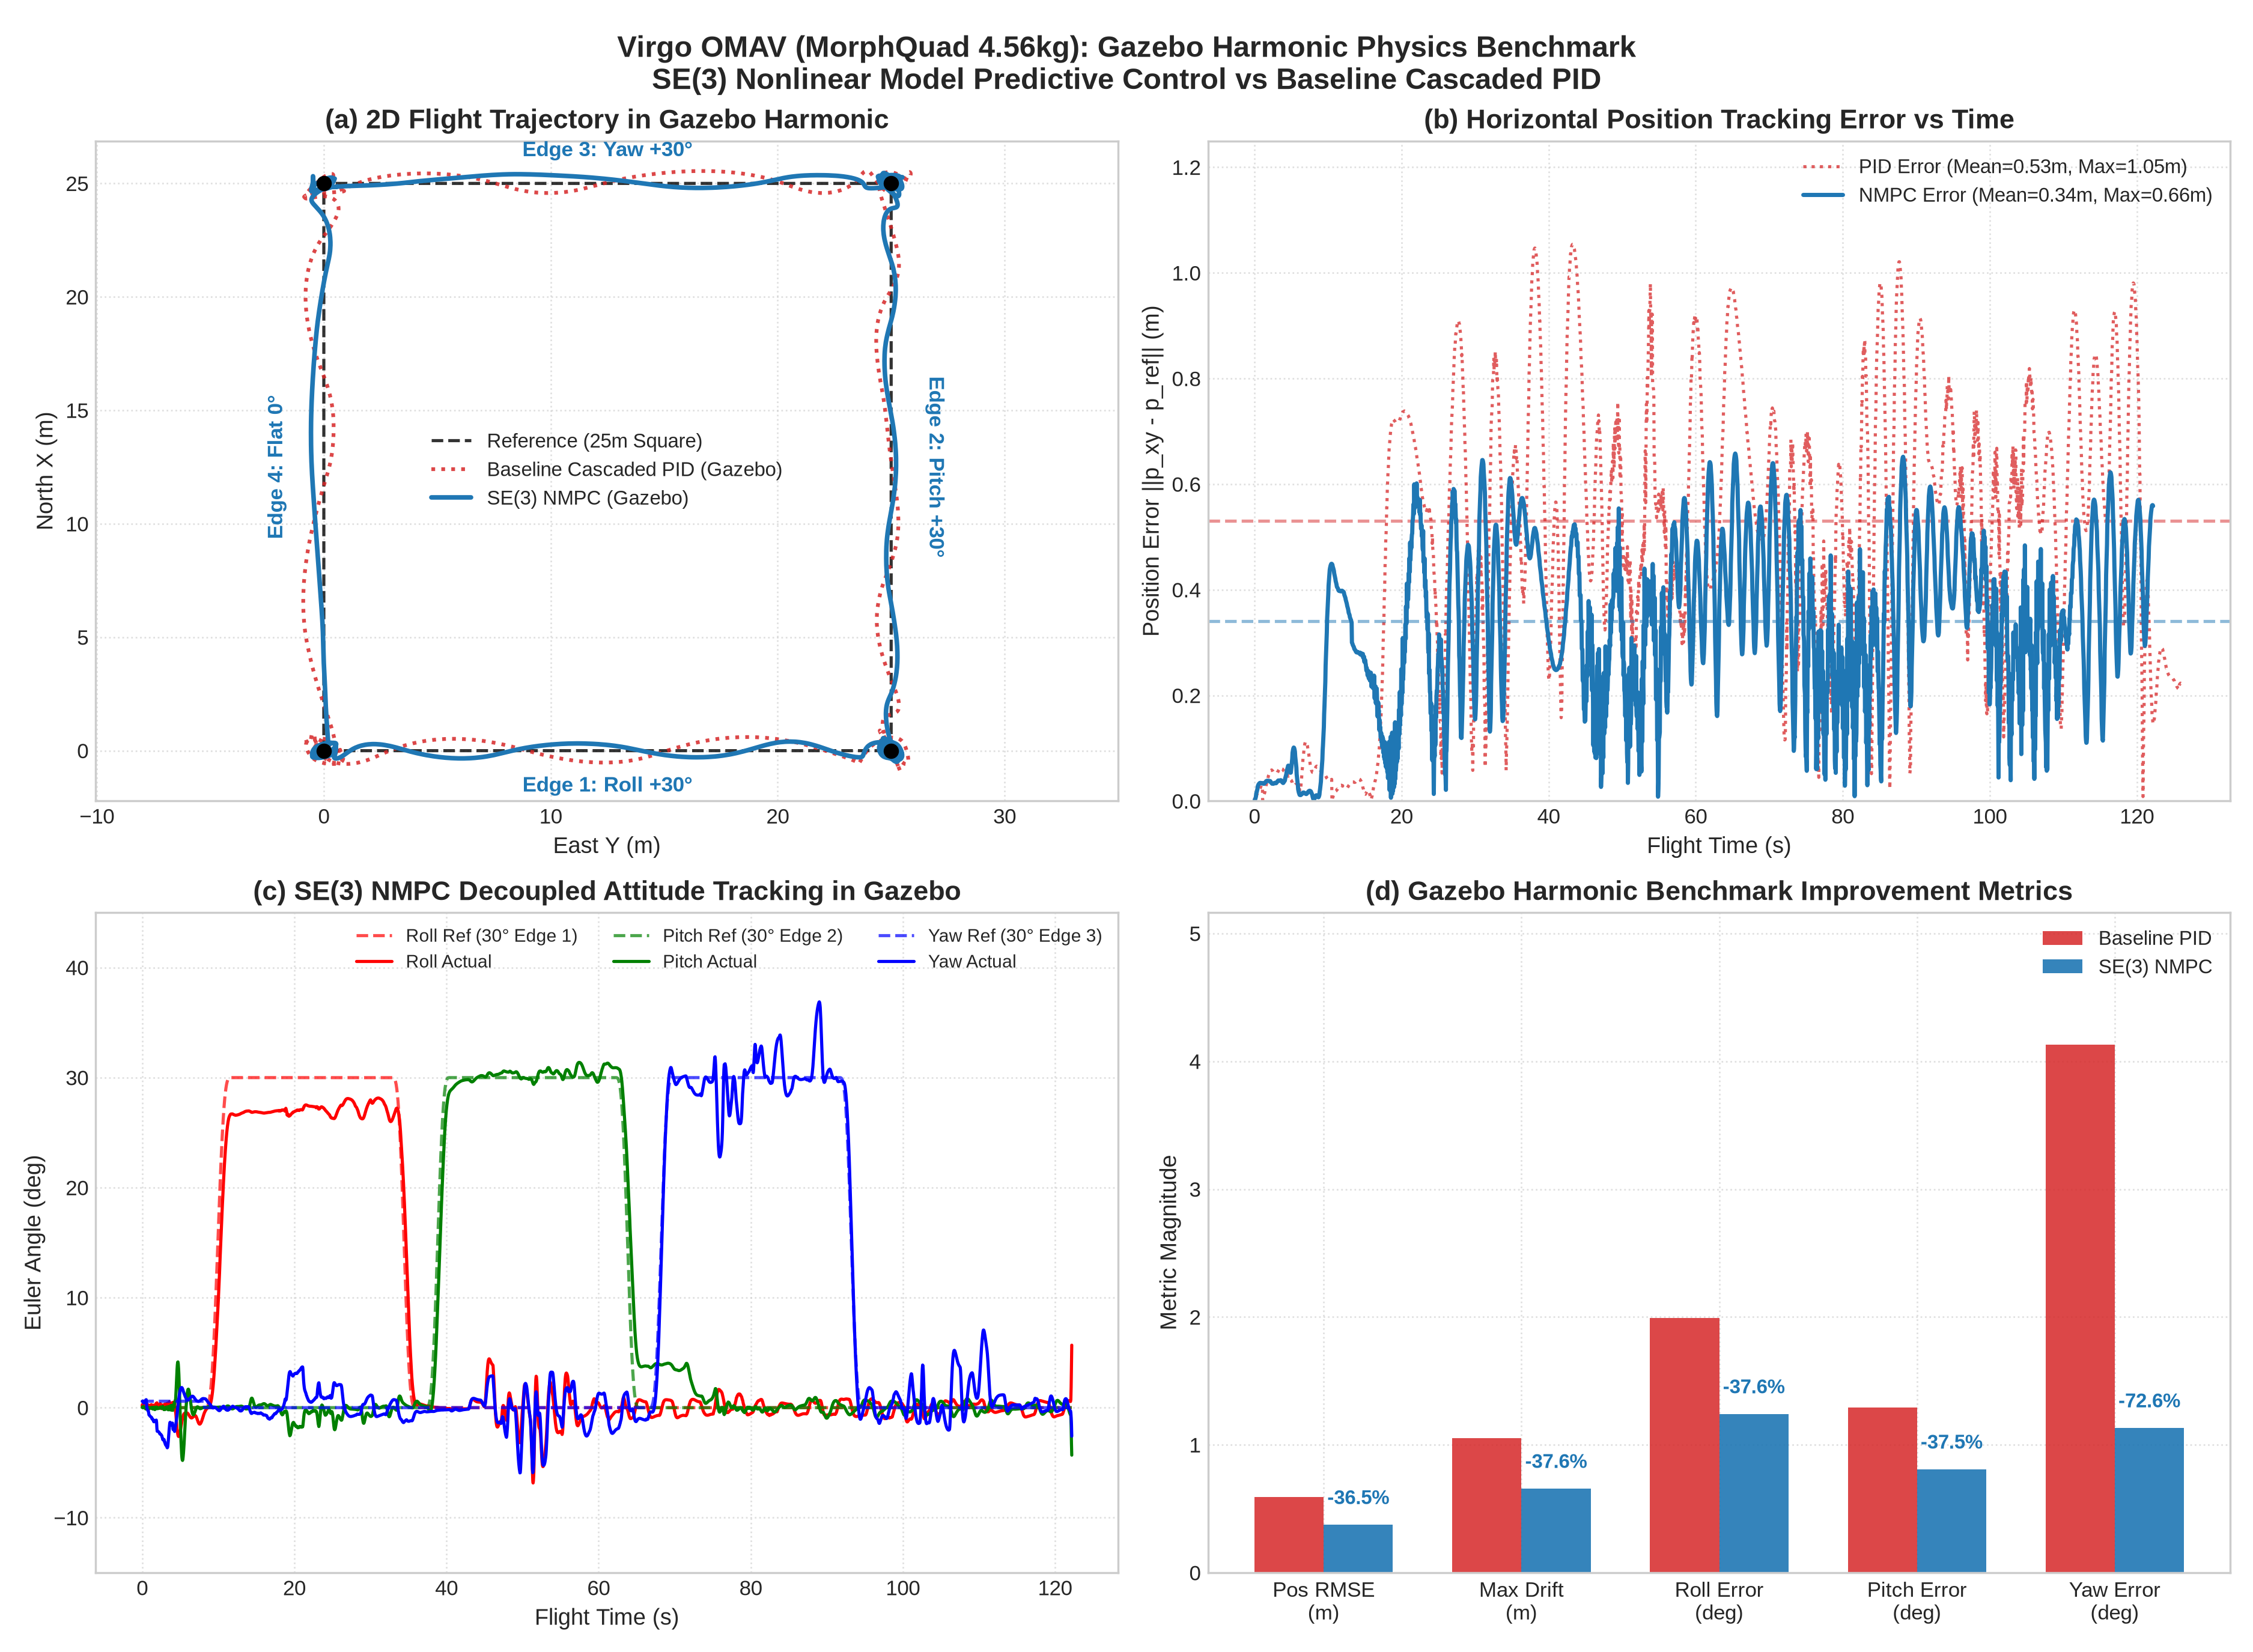 Virgo OMAV (MorphQuad 4.56kg): Gazebo Harmonic Physics Benchmark
SE(3) Nonlinear Model Predictive Control vs Baseline Cascaded PID
(a) 2D Flight Trajectory in Gazebo Harmonic
Edge 3: Yaw +30°
Edge 4: Flat 0°
Edge 2: Pitch +30°
Edge 1: Roll +30°
Reference (25m Square)
Baseline Cascaded PID (Gazebo)
SE(3) NMPC (Gazebo)
North X (m)
25
20
15
10
5
0
−10 0 10 20 30
East Y (m)
(b) Horizontal Position Tracking Error vs Time
PID Error (Mean=0.53m, Max=1.05m)
NMPC Error (Mean=0.34m, Max=0.66m)
Position Error ||p_xy - p_ref|| (m)
1.2
1.0
0.8
0.6
0.4
0.2
0.0
0 20 40 60 80 100 120
Flight Time (s)
(c) SE(3) NMPC Decoupled Attitude Tracking in Gazebo
Roll Ref (30° Edge 1) Pitch Ref (30° Edge 2) Yaw Ref (30° Edge 3)
Roll Actual Pitch Actual Yaw Actual
Euler Angle (deg)
40
30
20
10
0
−10
0 20 40 60 80 100 120
Flight Time (s)
(d) Gazebo Harmonic Benchmark Improvement Metrics
Baseline PID
SE(3) NMPC
Metric Magnitude
5
4
3
2
1
0
-36.5%
-37.6%
-37.6%
-37.5%
-72.6%
Pos RMSE Max Drift Roll Error Pitch Error Yaw Error
(m) (m) (deg) (deg) (deg)